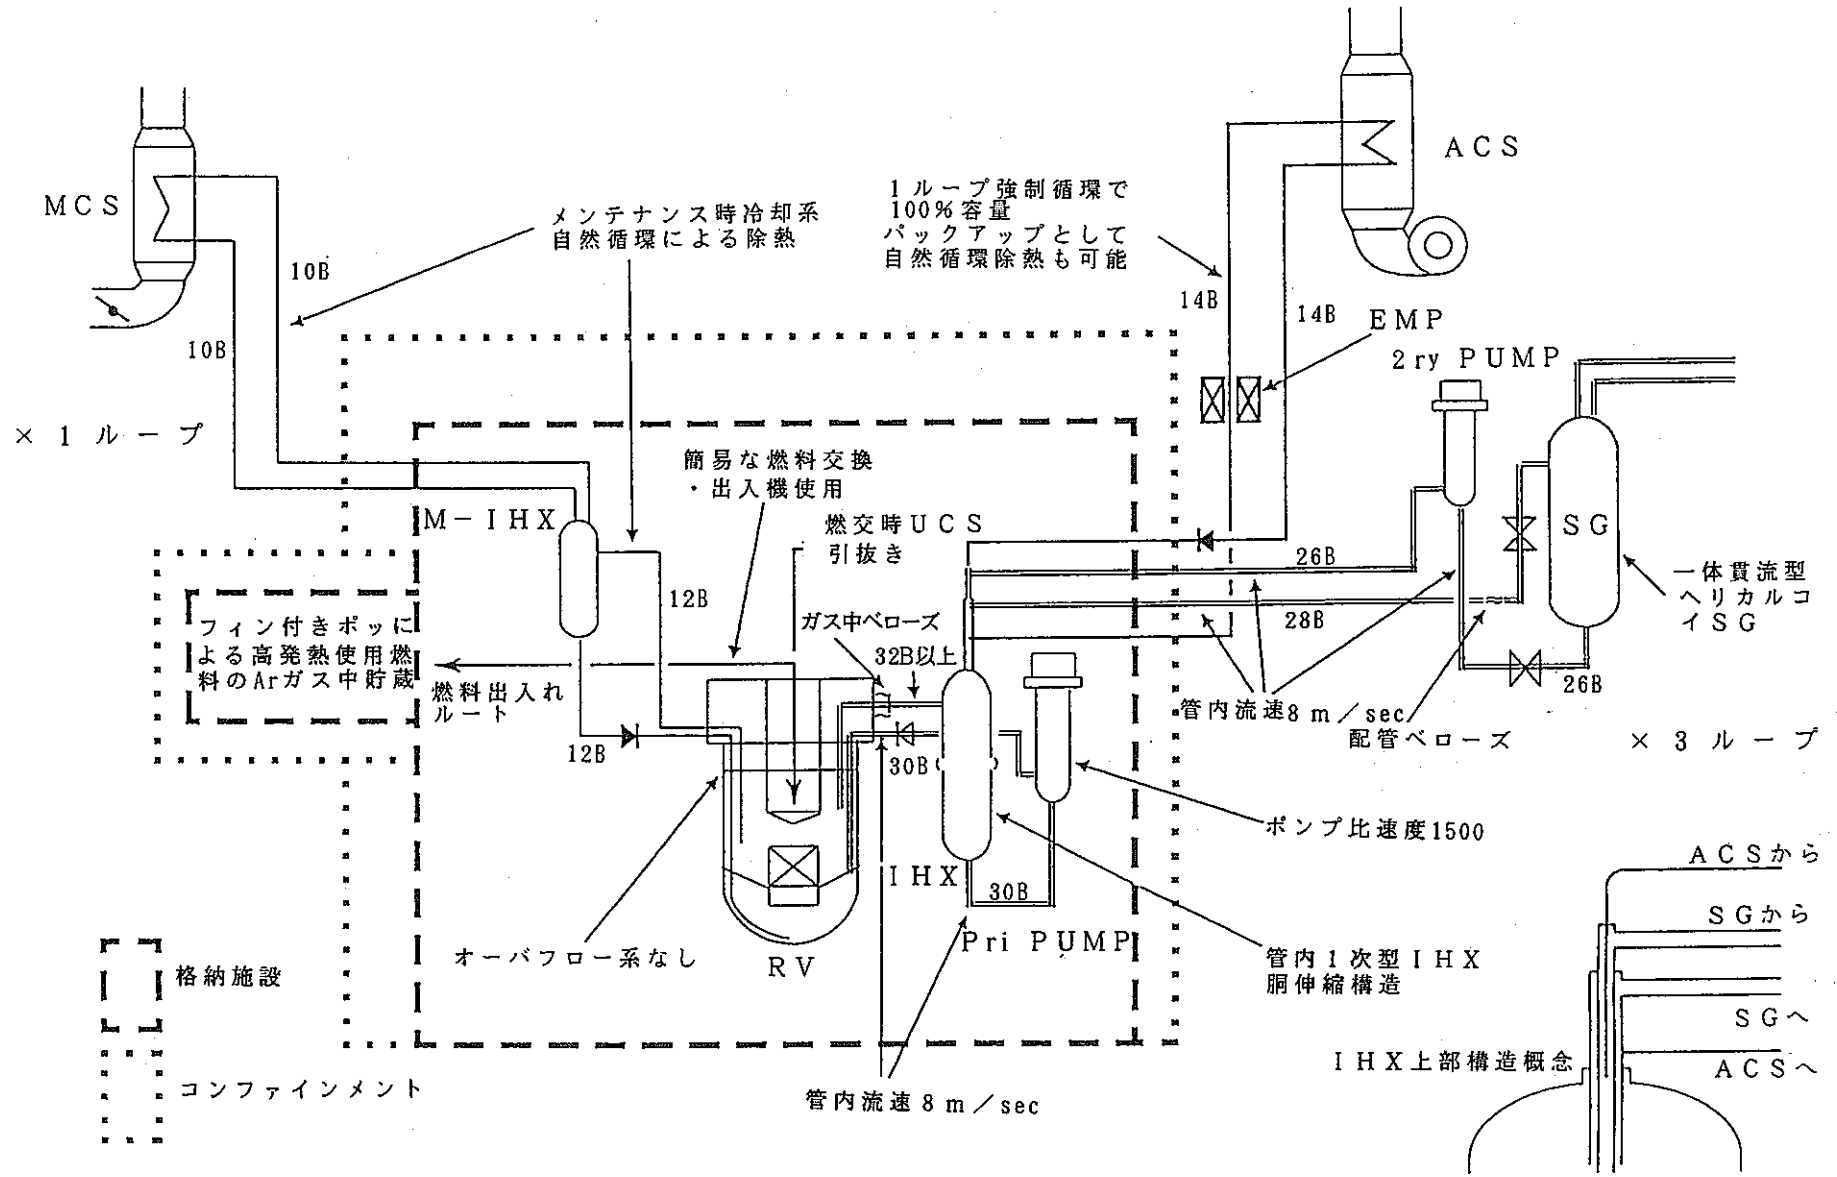 MCS
10B
10B
× 1 ループ
メンテナンス時冷却系
自然循環による除熱
1ループ強制循環で
100%容量
バックアップとして
自然循環除熱も可能
ACS
14B
14B
EMP
2ry PUMP
SG
一体貫流型
ヘリカルコ
イSG
M－IHX
簡易な燃料交換
・出入機使用
燃交時UCS
引抜き
12B
12B
ガス中ベローズ
32B以上
26B
28B
26B
フィン付きポッに
よる高発熱使用燃
料のArガス中貯蔵
燃料出入れ
ルート
管内流速8m／sec
配管ベローズ
× 3 ループ
30B
IHX
30B
Pri PUMP
ポンプ比速度1500
オーバフロー系なし
RV
管内1次型IHX
胴伸縮構造
管内流速8m／sec
格納施設
コンファインメント
ACSから
SGから
SGへ
ACSへ
IHX上部構造概念